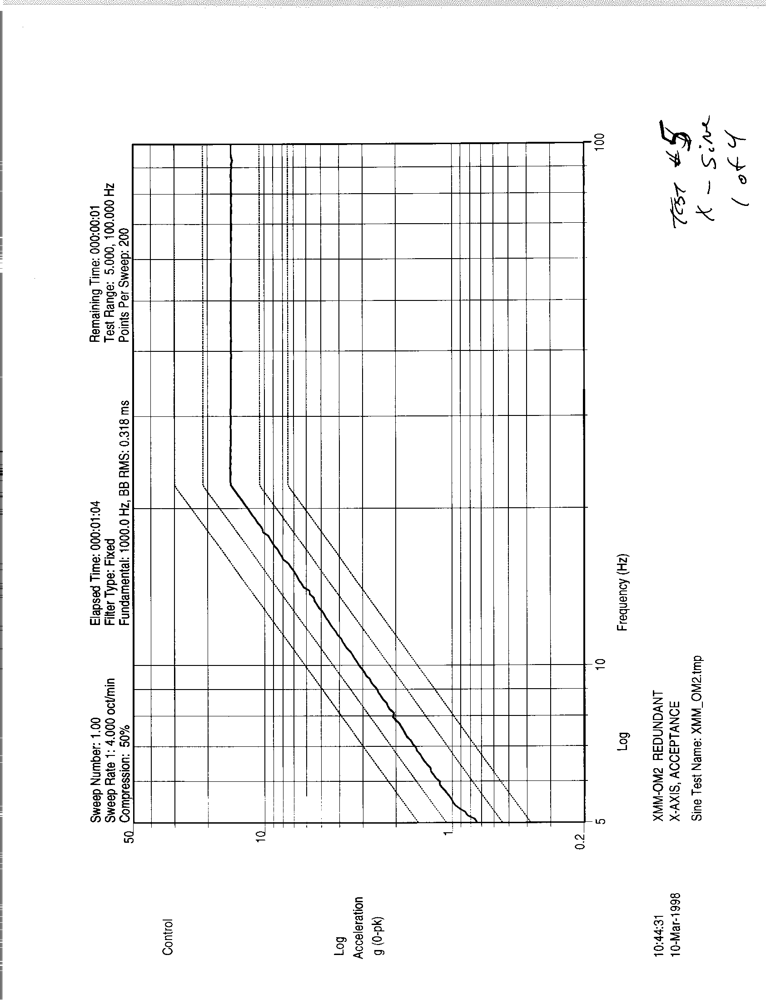 Sweep Number: 1.00
Elapsed Time: 000:01:04
Remaining Time: 000:00:01
Sweep Rate 1: 4.000 oct/min
Filter Type: Fixed
Test Range: 5.000, 100.000 Hz
Compression: 50%
Fundamental: 1000.0 Hz, BB RMS: 0.318 ms
Points Per Sweep: 200
Control
50
10
1.
0.2
Log
Acceleration
g (0-pk)
5
10
100
Log
Frequency (Hz)
10:44:31
XMM-OM2 REDUNDANT
10-Mar-1998
X-AXIS, ACCEPTANCE
Sine Test Name: XMM_OM2.tmp
TEST #5
X - Sine
1 of 4